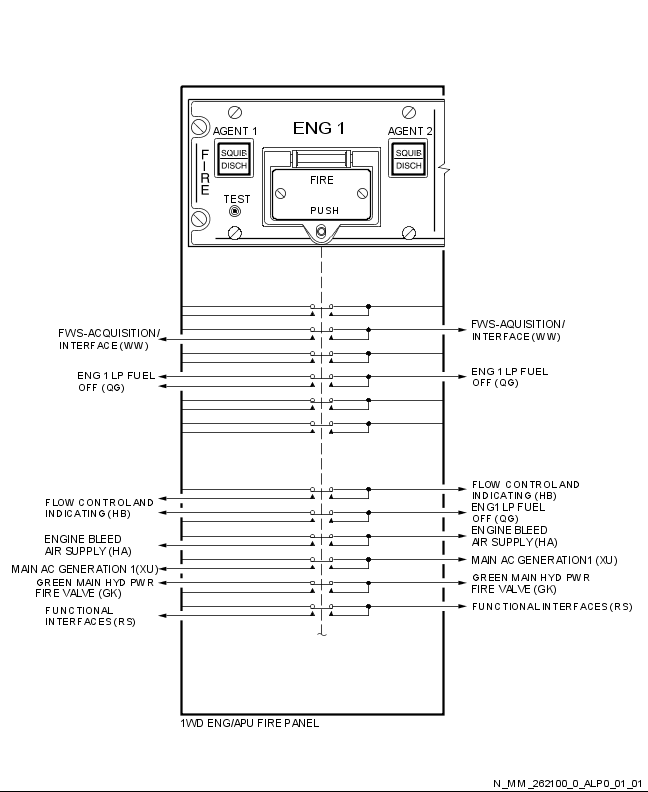 ENG 1
AGENT 1
AGENT 2
SQUIB
DISCH
SQUIB
DISCH
FIRE
FIRE
PUSH
TEST
FWS-ACQUISITION/
INTERFACE (WW)
FWS-AQUISITION/
INTERFACE (WW)
ENG 1 LP FUEL
OFF (QG)
ENG 1 LP FUEL
OFF (QG)
FLOW CONTROL AND
INDICATING (HB)
FLOW CONTROL AND
INDICATING (HB)
ENG1 LP FUEL
OFF (QG)
ENGINE BLEED
AIR SUPPLY (HA)
ENGINE BLEED
AIR SUPPLY (HA)
MAIN AC GENERATION 1(XU)
MAIN AC GENERATION1 (XU)
GREEN MAIN HYD PWR
FIRE VALVE (GK)
GREEN MAIN HYD PWR
FIRE VALVE (GK)
FUNCTIONAL
INTERFACES (RS)
FUNCTIONAL INTERFACES (RS)
1WD ENG/APU FIRE PANEL
N_MM_262100_0_ALP0_01_01